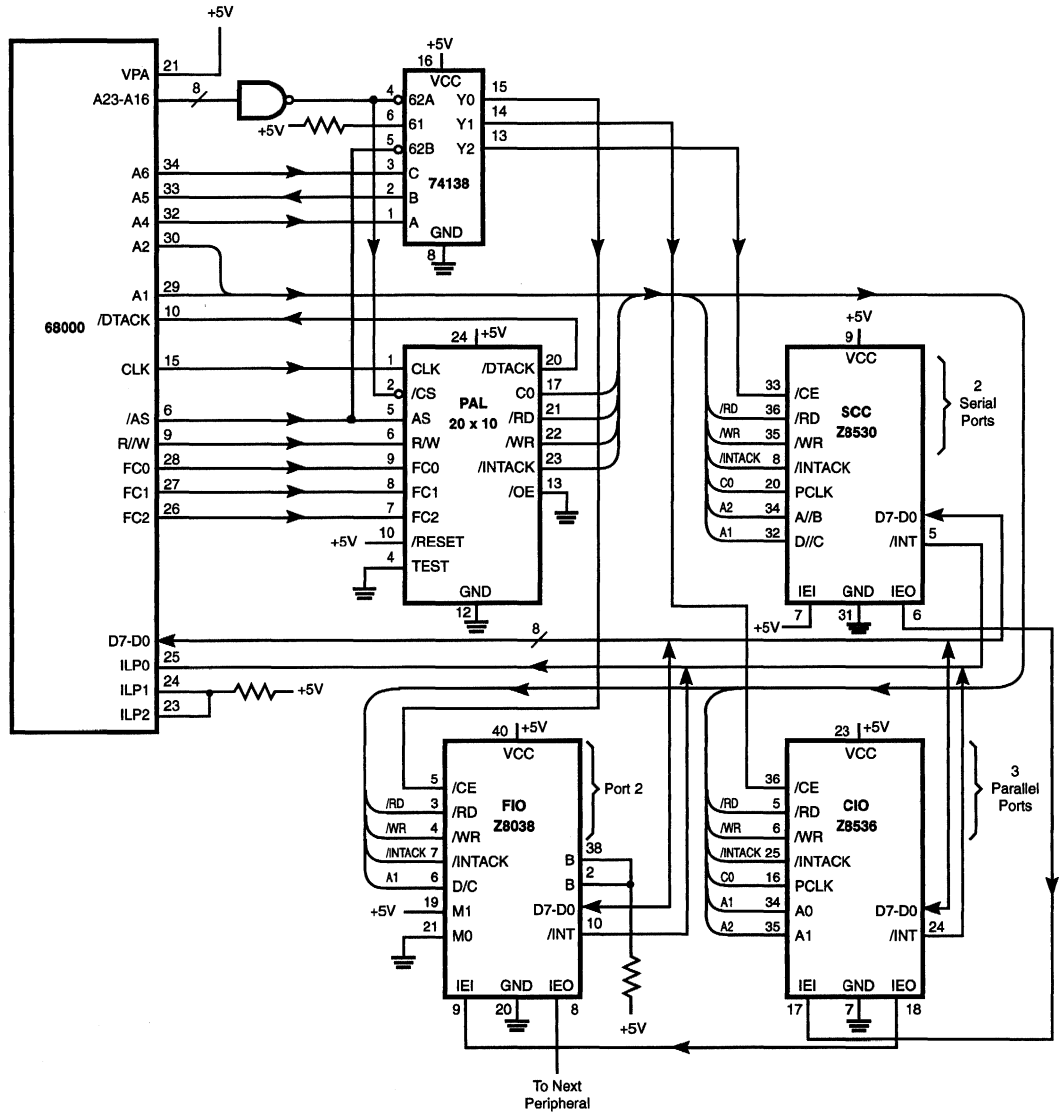 +5V
VPA 21
A23-A16 8
A6 34
A5 33
A4 32
A2 30
A1 29
/DTACK 10
68000
CLK 15
/AS 6
R//W 9
FC0 28
FC1 27
FC2 26
D7-D0
ILP0 25
ILP1 24
ILP2 23
+5V
+5V
16
VCC
4 62A Y0 15
+5V 6 61 Y1 14
5 62B Y2 13
3 C
2 B 74138
1 A
GND
8
24 +5V
1 CLK /DTACK 20
2 /CS C0 17
PAL
20 x 10
5 AS /RD 21
6 R/W /WR 22
9 FC0 /INTACK 23
8 FC1 /OE 13
7 FC2
+5V 10 /RESET
4 TEST
GND
12
8
+5V
9
VCC
33 /CE
/RD 36 /RD
SCC
Z8530
/WR 35 /WR
/INTACK 8 /INTACK
C0 20 PCLK
A2 34 A//B D7-D0
A1 32 D//C /INT 5
IEI GND IEO
+5V 7 31 6
2
Serial
Ports
40 +5V
VCC
5 /CE
/RD 3 /RD
FIO
Z8038
/WR 4 /WR
/INTACK 7 /INTACK
A1 6 D/C
+5V 19 M1
21 M0
B 38
B 2
D7-D0
/INT 10
IEI GND IEO
9 20 8
Port 2
+5V
To Next
Peripheral
23 +5V
VCC
36 /CE
/RD 5 /RD
CIO
Z8536
/WR 6 /WR
/INTACK 25 /INTACK
C0 16 PCLK
A1 34 A0 D7-D0
A2 35 A1 /INT 24
IEI GND IEO
17 7 18
3
Parallel
Ports